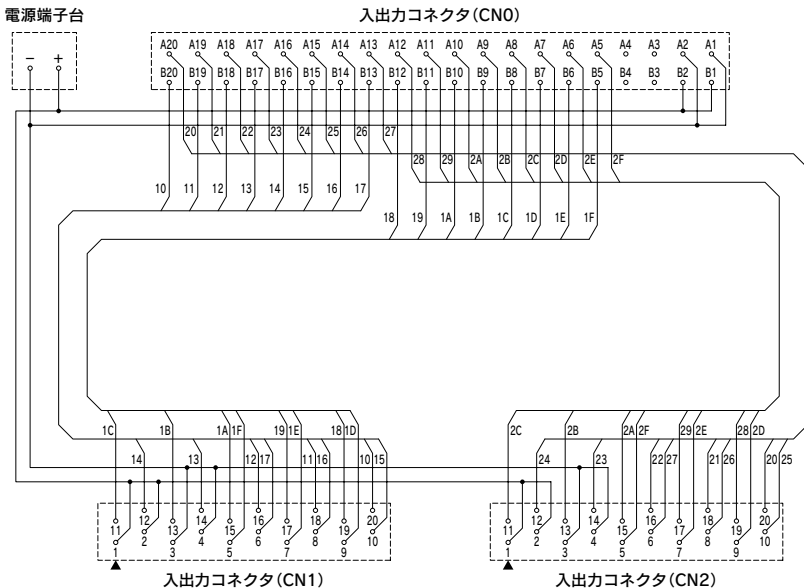 電源端子台
入出力コネクタ(CN0)
− +
A20 A19 A18 A17 A16 A15 A14 A13 A12 A11 A10 A9 A8 A7 A6 A5 A4 A3 A2 A1
B20 B19 B18 B17 B16 B15 B14 B13 B12 B11 B10 B9 B8 B7 B6 B5 B4 B3 B2 B1
20 21 22 23 24 25 26 27
28 29 2A 2B 2C 2D 2E 2F
10 11 12 13 14 15 16 17
18 19 1A 1B 1C 1D 1E 1F
1C 1B 1A 1F 19 1E 18 1D
2C 2B 2A 2F 29 2E 28 2D
14 13 12 17 11 16 10 15
24 23 22 27 21 26 20 25
11 12 13 14 15 16 17 18 19 20
1 2 3 4 5 6 7 8 9 10
11 12 13 14 15 16 17 18 19 20
1 2 3 4 5 6 7 8 9 10
入出力コネクタ(CN1)
入出力コネクタ(CN2)